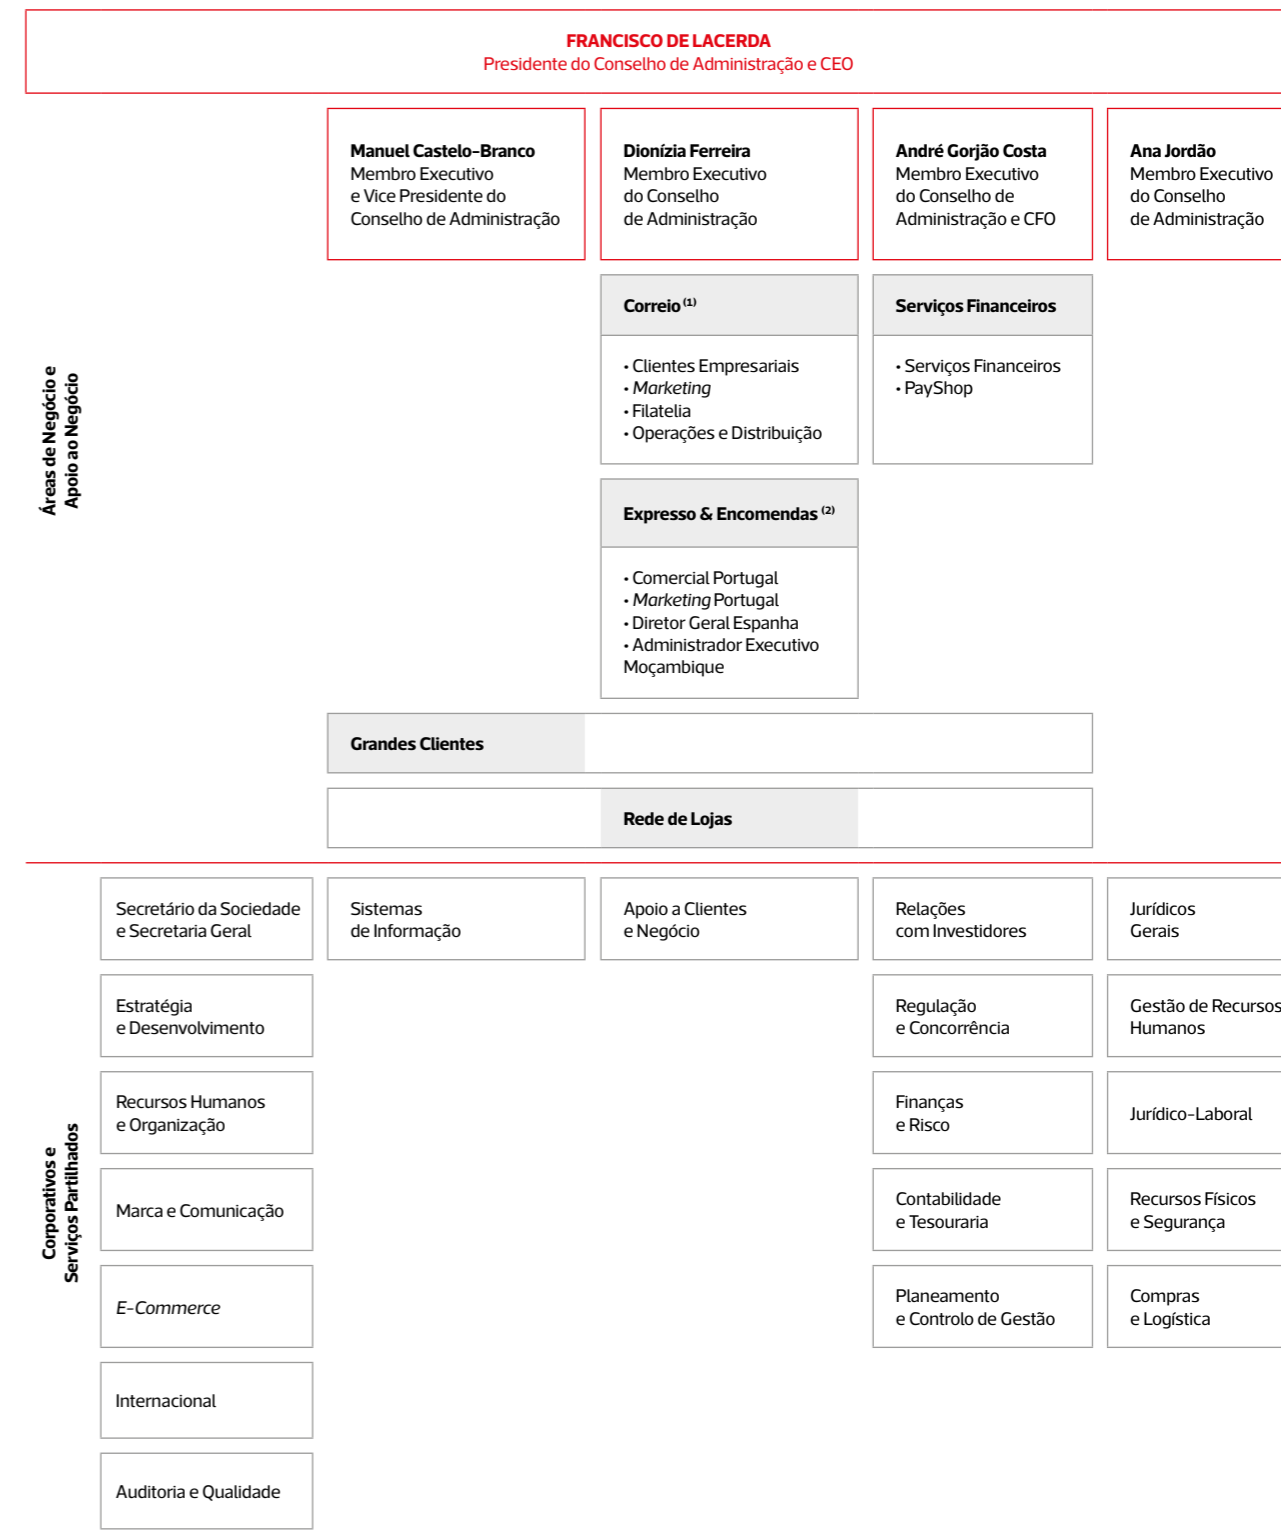 FRANCISCO DE LACERDA
Presidente do Conselho de Administração e CEO
Manuel Castelo-Branco
Membro Executivo
e Vice Presidente do
Conselho de Administração
Dionízia Ferreira
Membro Executivo
do Conselho
de Administração
André Gorjão Costa
Membro Executivo
do Conselho de
Administração e CFO
Ana Jordão
Membro Executivo
do Conselho
de Administração
Áreas de Negócio e
Apoio ao Negócio
Correio (1)
• Clientes Empresariais
• Marketing
• Filatelia
• Operações e Distribuição
Serviços Financeiros
• Serviços Financeiros
• PayShop
Expresso & Encomendas (2)
• Comercial Portugal
• Marketing Portugal
• Diretor Geral Espanha
• Administrador Executivo
Moçambique
Grandes Clientes
Rede de Lojas
Corporativos e
Serviços Partilhados
Secretário da Sociedade
e Secretaria Geral
Sistemas
de Informação
Apoio a Clientes
e Negócio
Relações
com Investidores
Jurídicos
Gerais
Estratégia
e Desenvolvimento
Regulação
e Concorrência
Gestão de Recursos
Humanos
Recursos Humanos
e Organização
Finanças
e Risco
Jurídico-Laboral
Marca e Comunicação
Contabilidade
e Tesouraria
Recursos Físicos
e Segurança
E-Commerce
Planeamento
e Controlo de Gestão
Compras
e Logística
Internacional
Auditoria e Qualidade